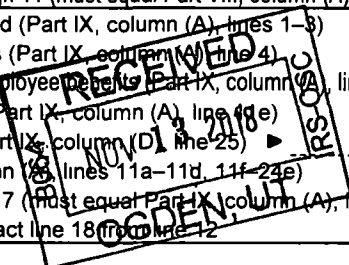 d (Part IX, column (A), lines 1–3)
s (Part IX, column (A), line 4)
ployee benefits (Part IX, column (A), lin
Part IX, column (A), line 11e)
rt IX, column (D), line 25) ►
n (A), lines 11a–11d, 11f–24e)
7 (must equal Part IX, column (A), l
act line 18 from line 12
RECEIVED
NOV 13 2018
IRS-OSC
OGDEN, UT